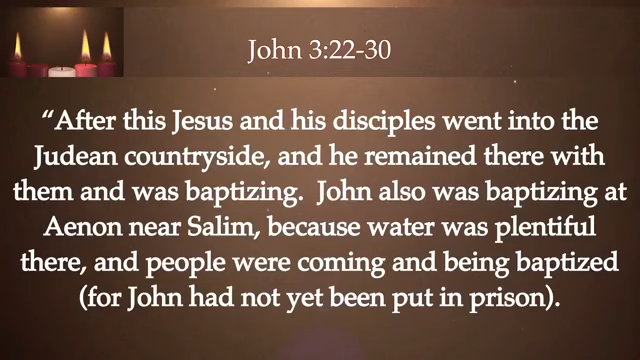 John 3:22-30
“After this Jesus and his disciples went into the
Judean countryside, and he remained there with
them and was baptizing.  John also was baptizing at
Aenon near Salim, because water was plentiful
there, and people were coming and being baptized
(for John had not yet been put in prison).